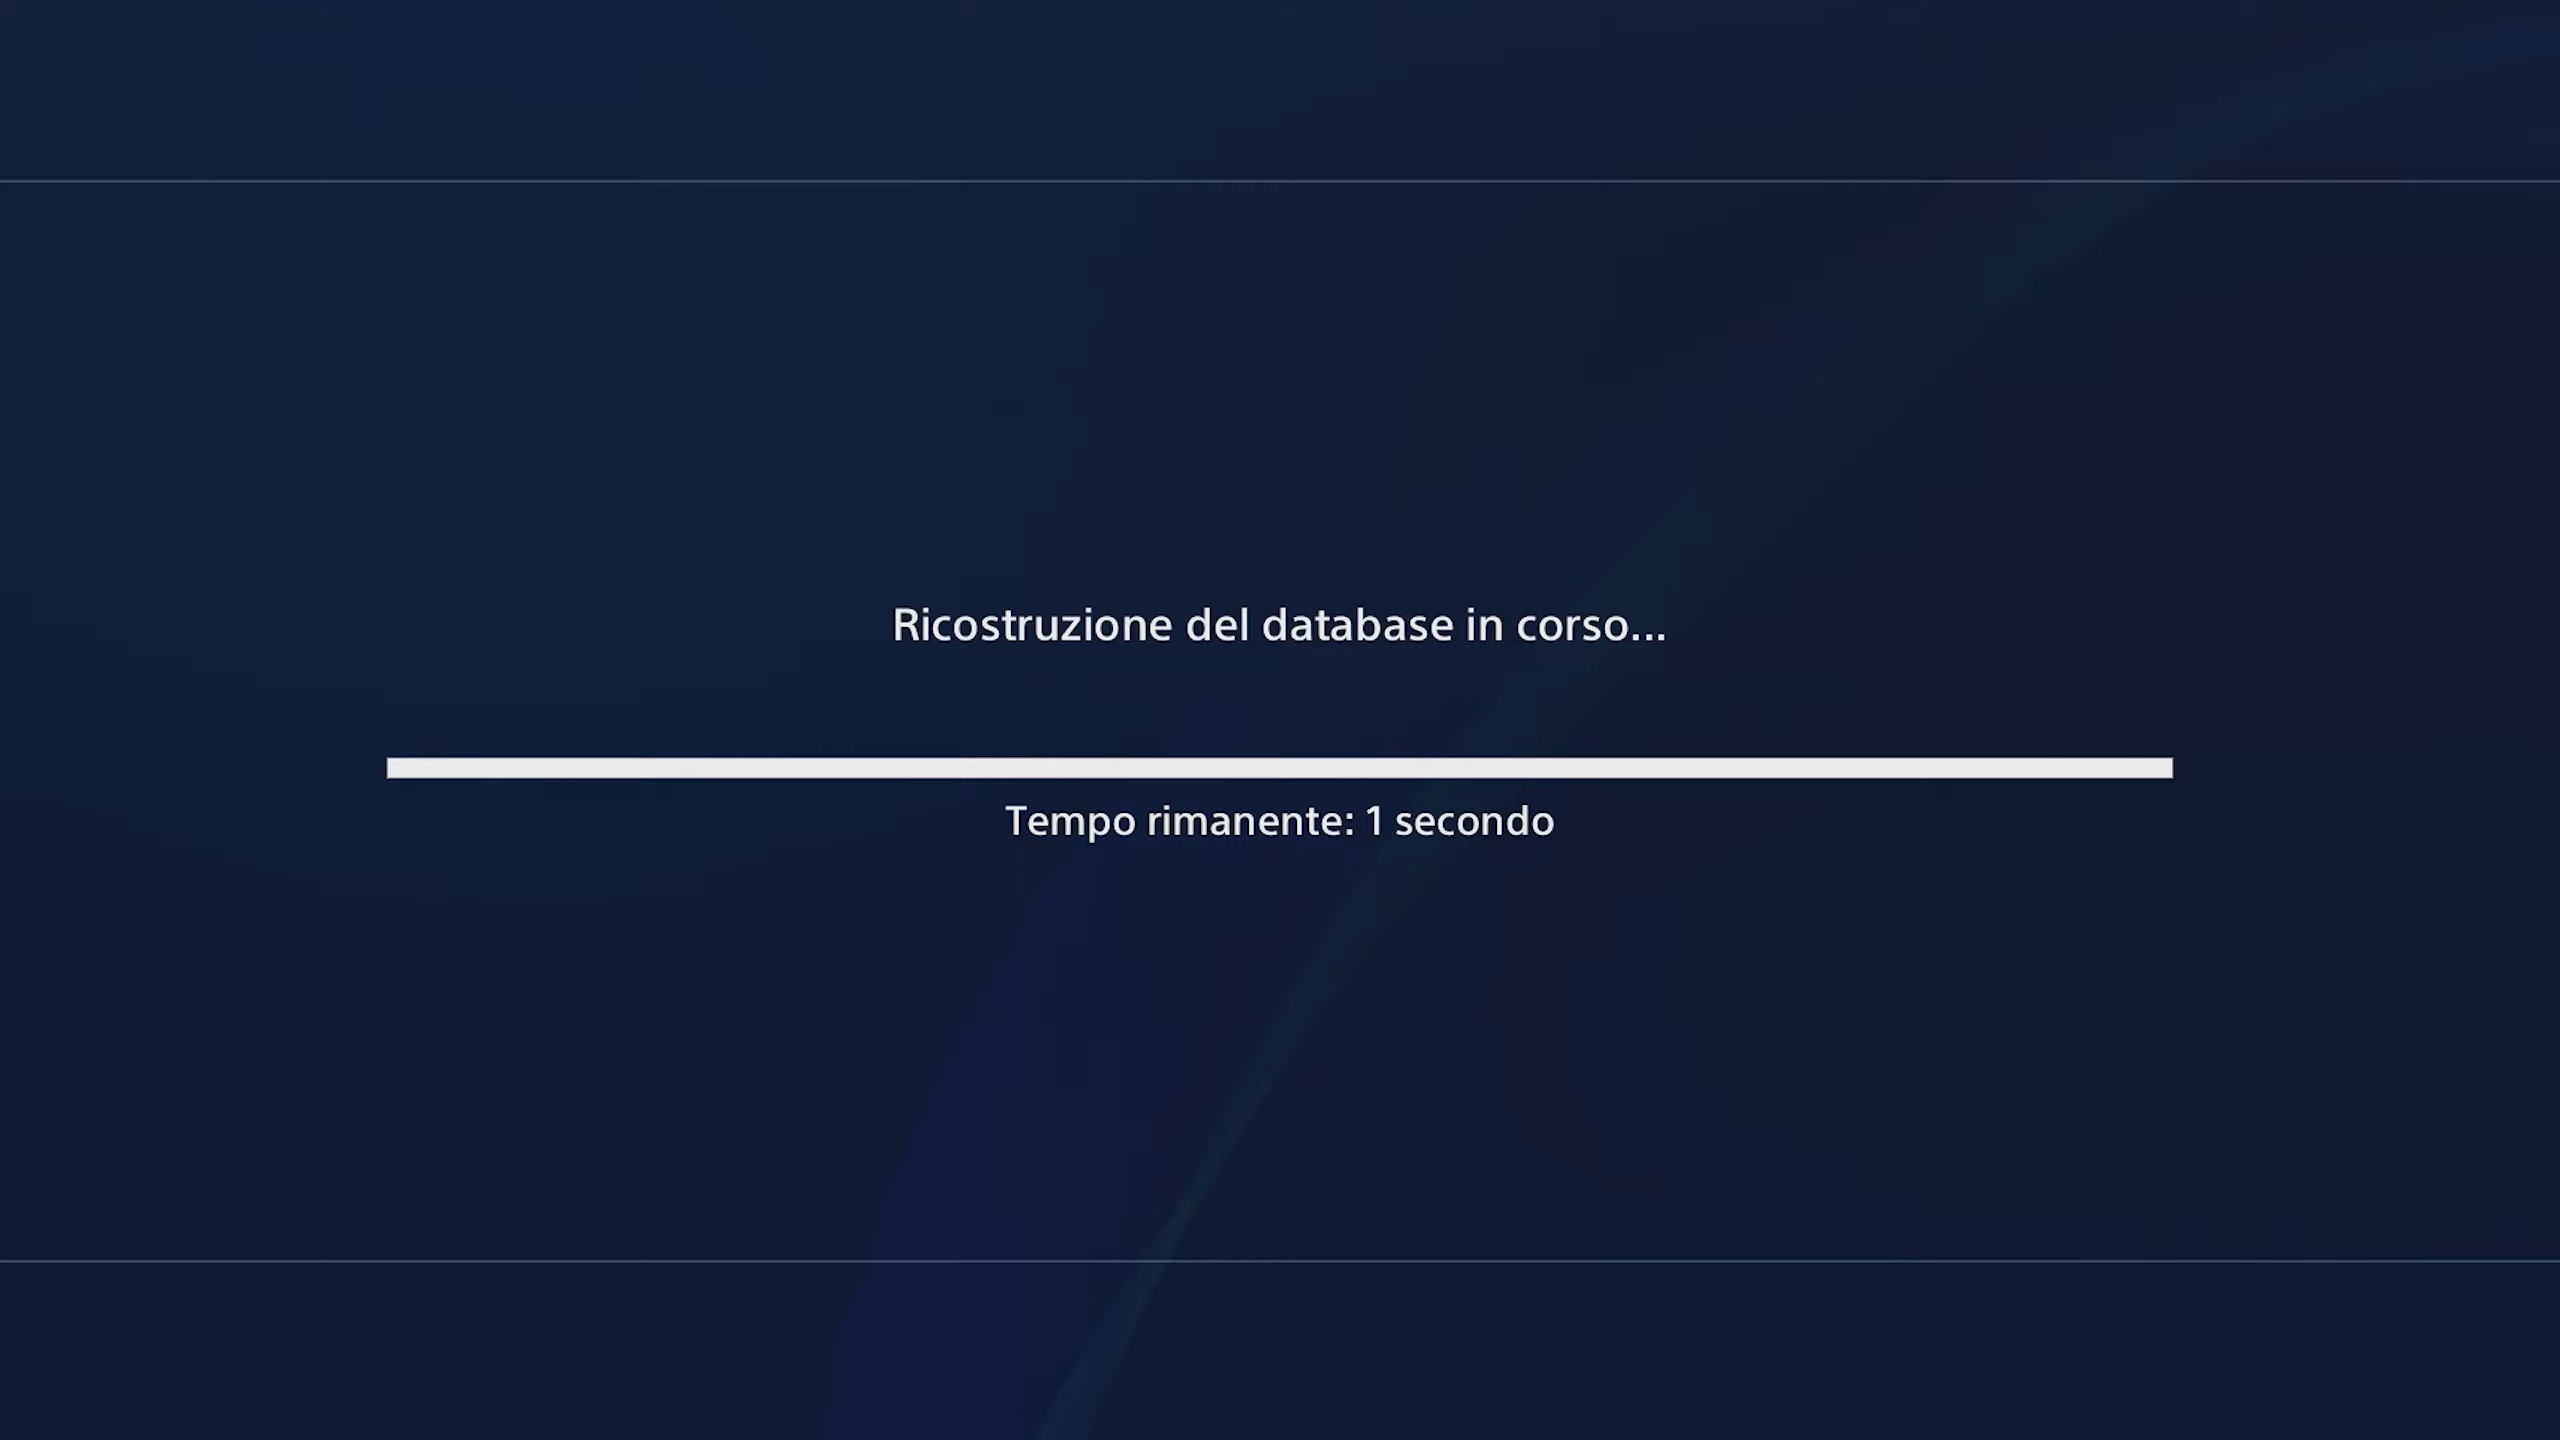 Ricostruzione del database in corso...
Tempo rimanente: 1 secondo